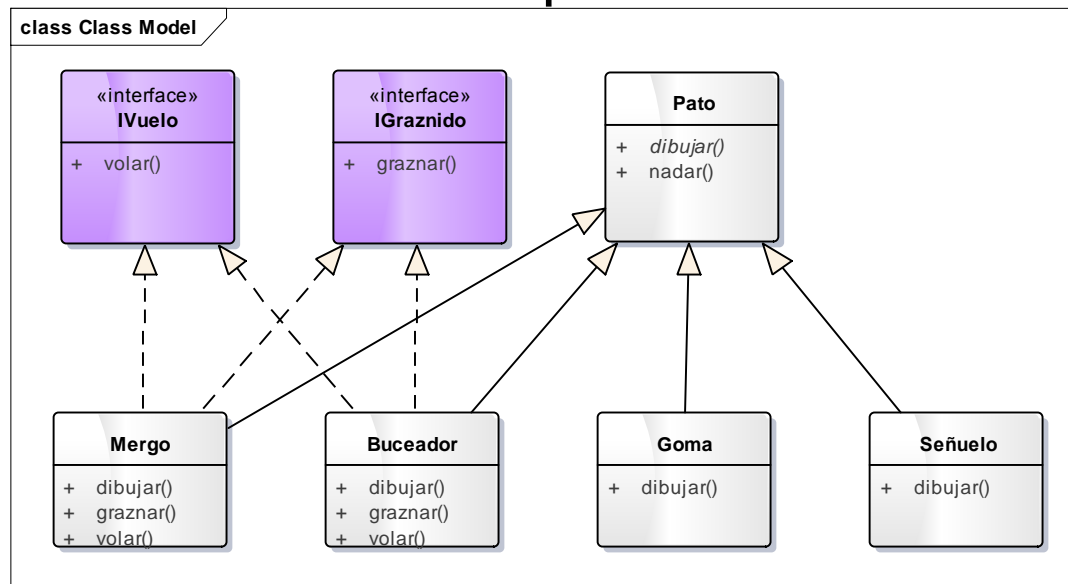 class Class Model
«interface»
IVuelo
+ volar()
«interface»
IGraznido
+ graznar()
Pato
+ dibujar()
+ nadar()
Mergo
+ dibujar()
+ graznar()
+ volar()
Buceador
+ dibujar()
+ graznar()
+ volar()
Goma
+ dibujar()
Señuelo
+ dibujar()